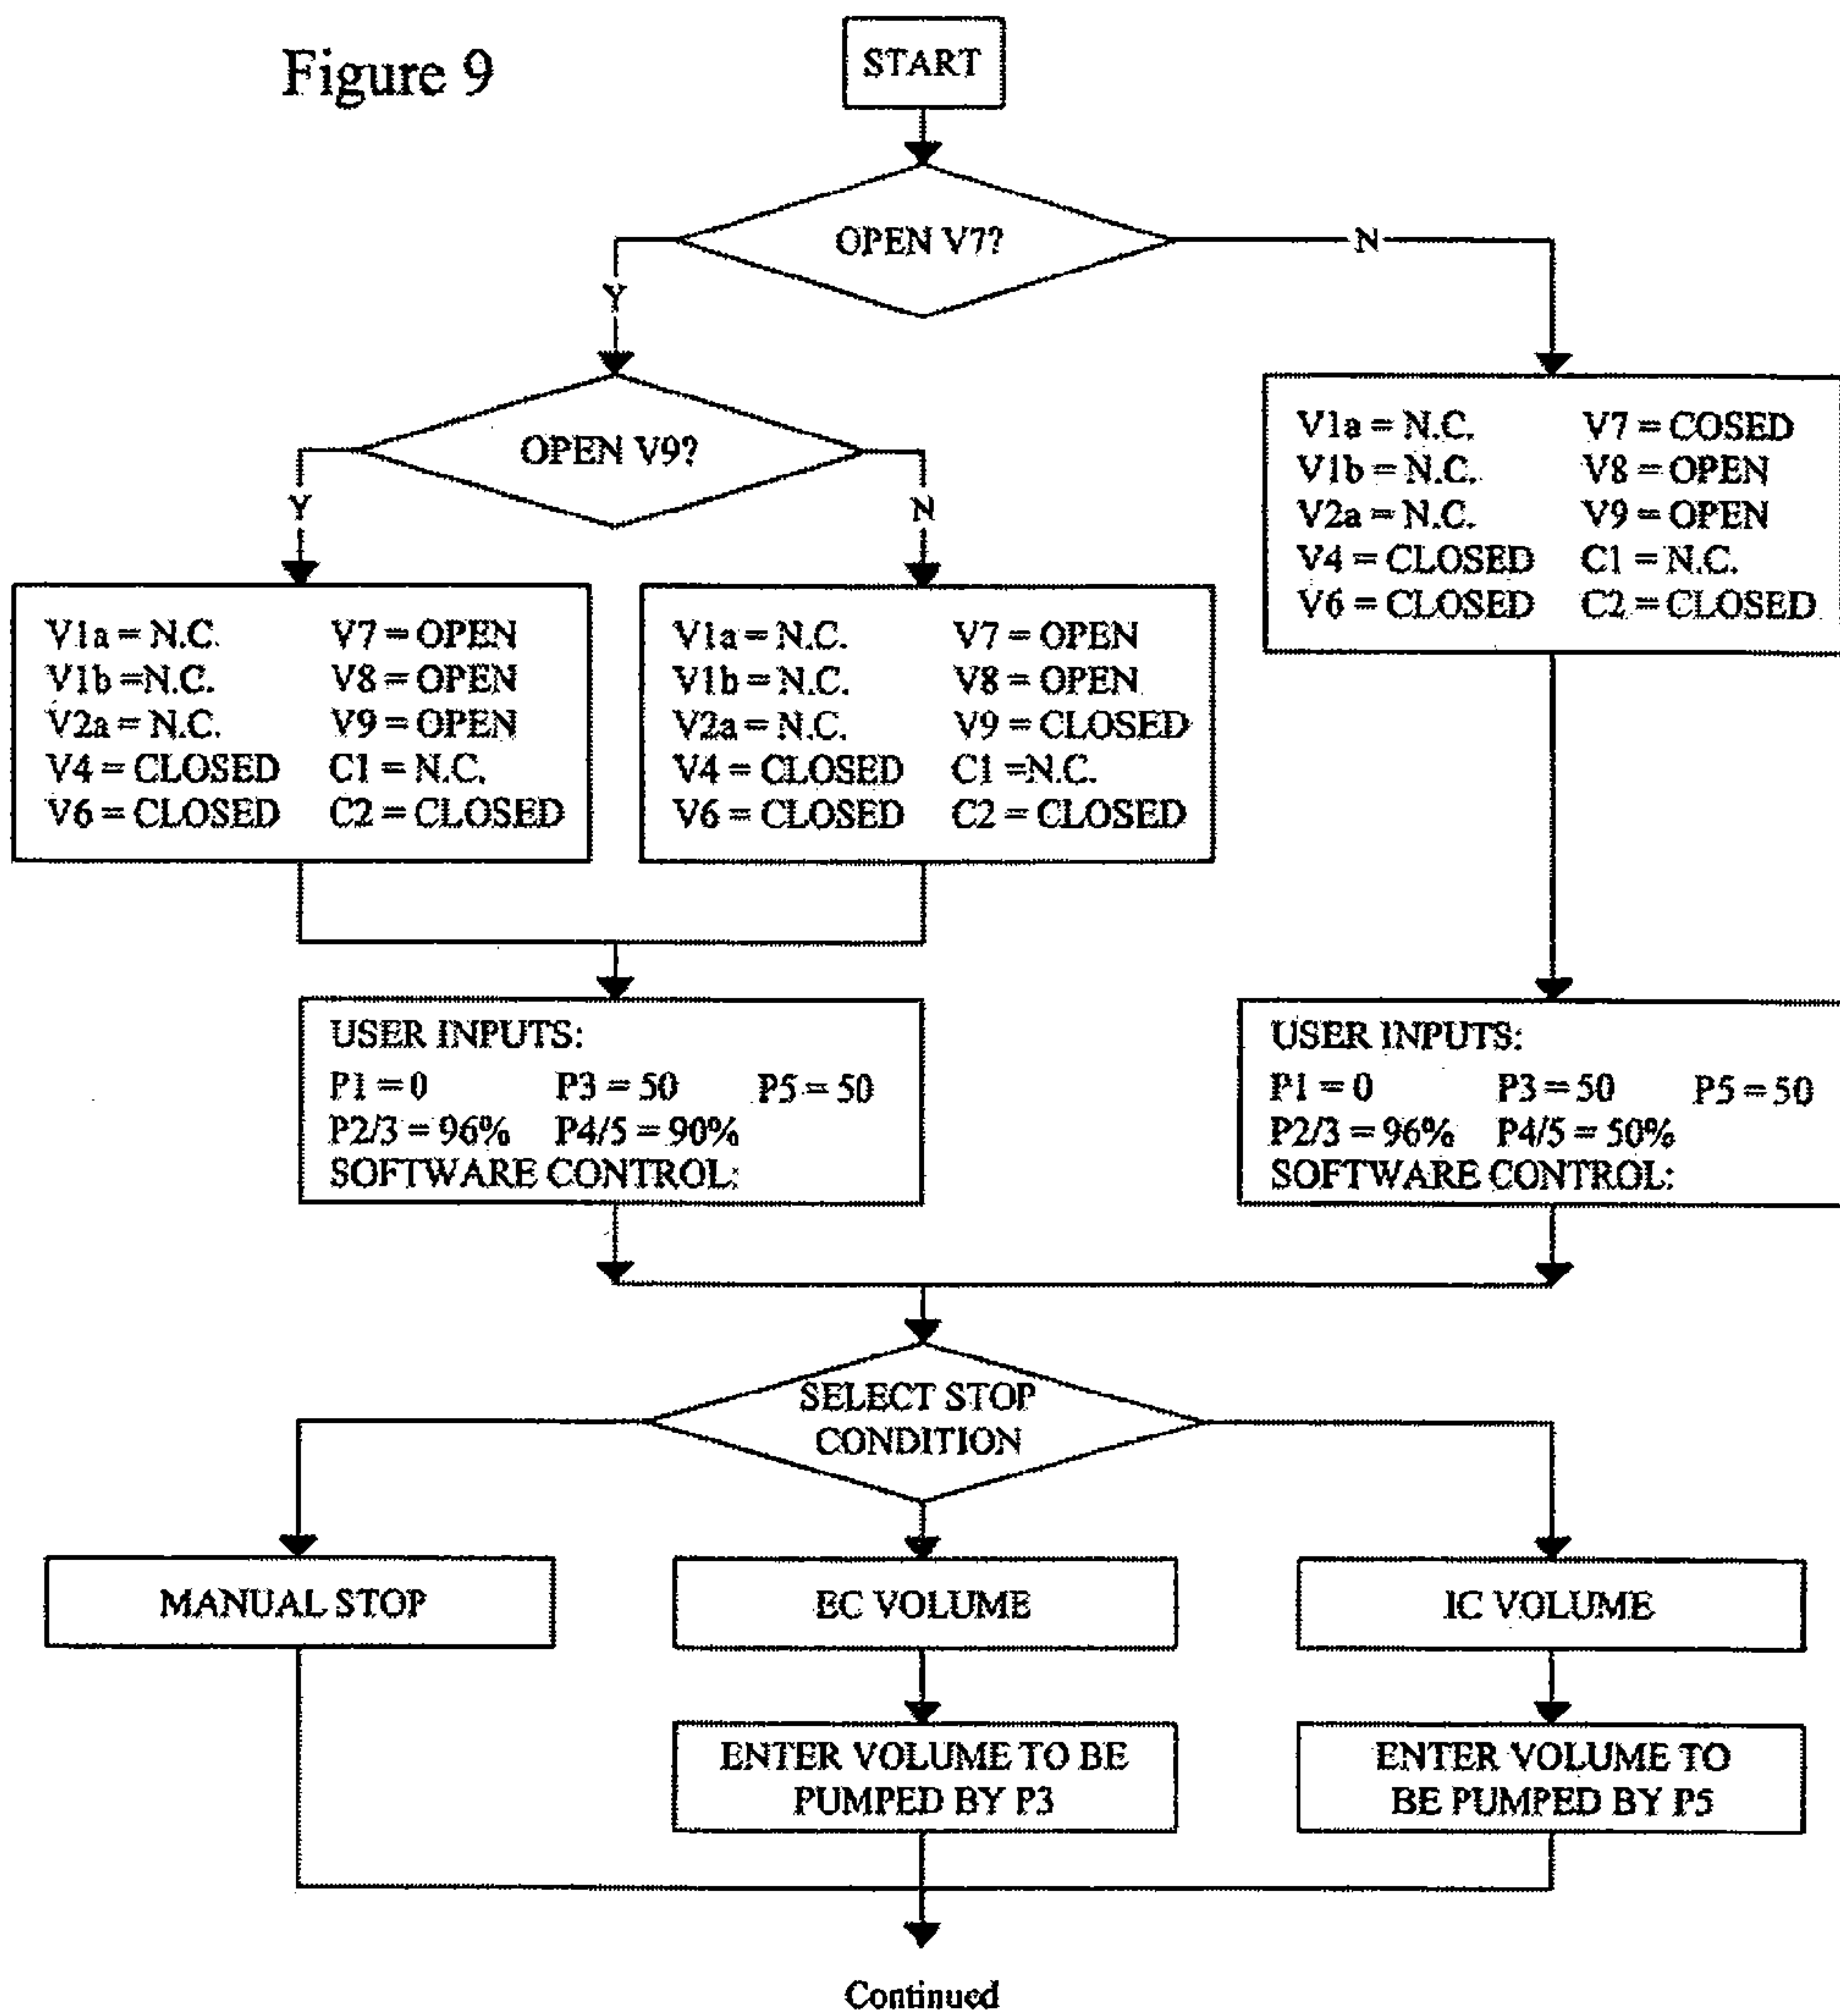 Figure 9
START
OPEN V7?
Y
N
OPEN V9?
Y
N
V1a = N.C. V7 = OPEN
V1b =N.C. V8 = OPEN
V2a = N.C. V9 = OPEN
V4 = CLOSED C1 = N.C.
V6 = CLOSED C2 = CLOSED
V1a = N.C. V7 = OPEN
V1b = N.C. V8 = OPEN
V2a = N.C. V9 = CLOSED
V4 = CLOSED C1 =N.C.
V6 = CLOSED C2 = CLOSED
V1a = N.C. V7 = COSED
V1b = N.C. V8 = OPEN
V2a = N.C. V9 = OPEN
V4 = CLOSED C1 = N.C.
V6 = CLOSED C2 = CLOSED
USER INPUTS:
P1 = 0 P3 = 50 P5 = 50
P2/3 = 96% P4/5 = 90%
SOFTWARE CONTROL:
USER INPUTS:
P1 = 0 P3 = 50 P5 = 50
P2/3 = 96% P4/5 = 50%
SOFTWARE CONTROL:
SELECT STOP
CONDITION
MANUAL STOP
EC VOLUME
IC VOLUME
ENTER VOLUME TO BE
PUMPED BY P3
ENTER VOLUME TO
BE PUMPED BY P5
Continued